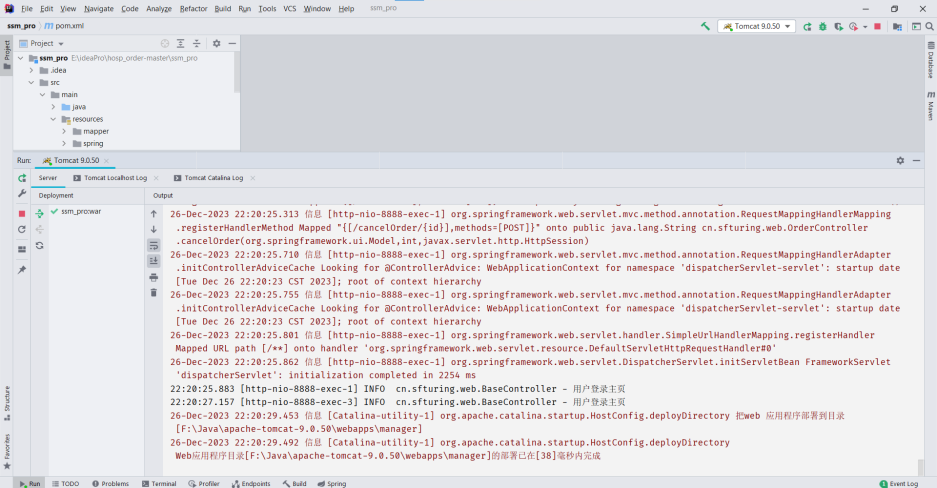 File Edit View Navigate Code Analyze Refactor Build Run Tools VCS Window Help ssm_pro
ssm_pro > m pom.xml
Tomcat 9.0.50
Project
ssm_pro E:\ideaPro\hosp_order-master\ssm_pro
.idea
src
main
java
resources
mapper
spring
Project
Structure
Favorites
Database
Maven
Run: Tomcat 9.0.50
Server Tomcat Localhost Log Tomcat Catalina Log
Deployment Output
ssm_pro:war
26-Dec-2023 22:20:25.313 信息 [http-nio-8888-exec-1] org.springframework.web.servlet.mvc.method.annotation.RequestMappingHandlerMapping
.registerHandlerMethod Mapped "{[/cancelOrder/{id}],methods=[POST]}" onto public java.lang.String cn.sfturing.web.OrderController
.cancelOrder(org.springframework.ui.Model,int,javax.servlet.http.HttpSession)
26-Dec-2023 22:20:25.710 信息 [http-nio-8888-exec-1] org.springframework.web.servlet.mvc.method.annotation.RequestMappingHandlerAdapter
.initControllerAdviceCache Looking for @ControllerAdvice: WebApplicationContext for namespace 'dispatcherServlet-servlet': startup date
[Tue Dec 26 22:20:23 CST 2023]; root of context hierarchy
26-Dec-2023 22:20:25.755 信息 [http-nio-8888-exec-1] org.springframework.web.servlet.mvc.method.annotation.RequestMappingHandlerAdapter
.initControllerAdviceCache Looking for @ControllerAdvice: WebApplicationContext for namespace 'dispatcherServlet-servlet': startup date
[Tue Dec 26 22:20:23 CST 2023]; root of context hierarchy
26-Dec-2023 22:20:25.801 信息 [http-nio-8888-exec-1] org.springframework.web.servlet.handler.SimpleUrlHandlerMapping.registerHandler
Mapped URL path [/**] onto handler 'org.springframework.web.servlet.resource.DefaultServletHttpRequestHandler#0'
26-Dec-2023 22:20:25.862 信息 [http-nio-8888-exec-1] org.springframework.web.servlet.DispatcherServlet.initServletBean FrameworkServlet
'dispatcherServlet': initialization completed in 2254 ms
22:20:25.883 [http-nio-8888-exec-1] INFO cn.sfturing.web.BaseController - 用户登录主页
22:20:27.157 [http-nio-8888-exec-3] INFO cn.sfturing.web.BaseController - 用户登录主页
26-Dec-2023 22:20:29.453 信息 [Catalina-utility-1] org.apache.catalina.startup.HostConfig.deployDirectory 把web 应用程序部署到目录
[F:\Java\apache-tomcat-9.0.50\webapps\manager]
26-Dec-2023 22:20:29.492 信息 [Catalina-utility-1] org.apache.catalina.startup.HostConfig.deployDirectory
Web应用程序目录[F:\Java\apache-tomcat-9.0.50\webapps\manager]的部署已在[38]毫秒内完成
Run TODO Problems Terminal Profiler Endpoints Build Spring 1 Event Log